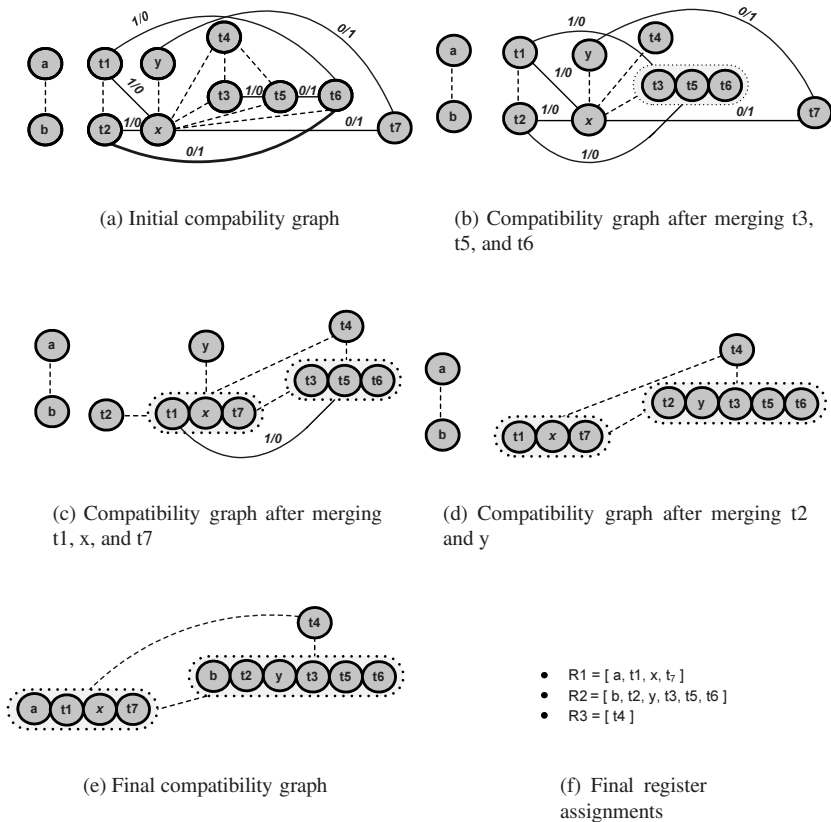 1/0
0/1
t4
a
t1
y
1/0
t3
1/0
t5
0/1
t6
b
t2
1/0
x
0/1
t7
0/1
(a) Initial compability graph
0/1
1/0
a
t1
y
t4
1/0
t3
t5
t6
b
t2
1/0
x
0/1
t7
1/0
(b) Compatibility graph after merging t3,
t5, and t6
a
y
t4
t3
t5
t6
b
t2
t1
x
t7
1/0
(c) Compatibility graph after merging
t1, x, and t7
a
t4
t2
y
t3
t5
t6
b
t1
x
t7
(d) Compatibility graph after merging t2
and y
t4
b
t2
y
t3
t5
t6
a
t1
x
t7
(e) Final compatibility graph
• R1 = [ a, t1, x, t₇ ]
• R2 = [ b, t2, y, t3, t5, t6 ]
• R3 = [ t4 ]
(f) Final register
assignments